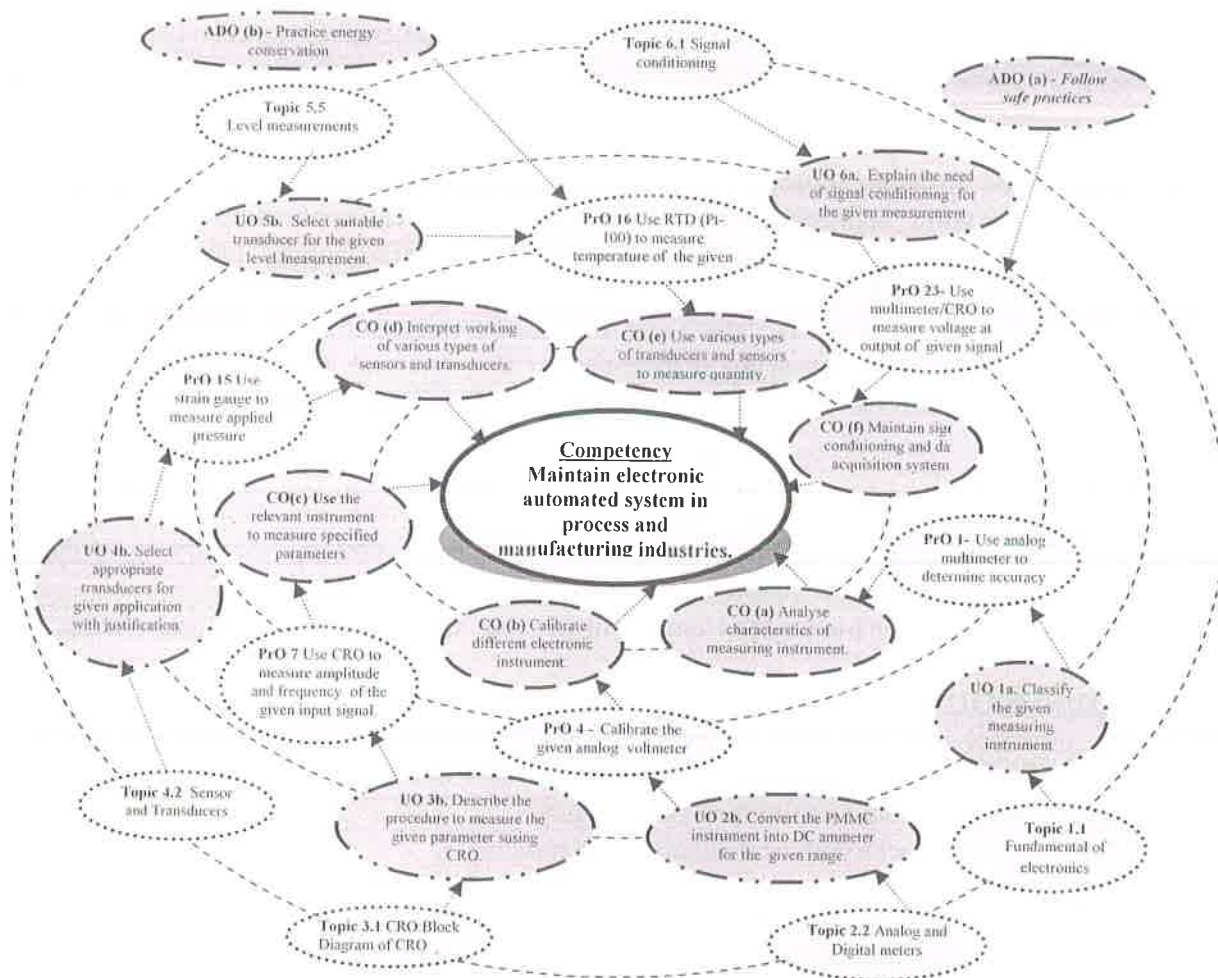 ADO (b) - Practice energy
conservation
Topic 6.1 Signal
conditioning
ADO (a) - Follow
safe practices
Topic 5.5
Level measurements
UO 6a. Explain the need
of signal conditioning for
the given measurement
UO 5b. Select suitable
transducer for the given
level measurement.
PrO 16 Use RTD (Pt-
100) to measure
temperature of the given
PrO 23- Use
multimeter/CRO to
measure voltage at
output of given signal
CO (d) Interpret working
of various types of
sensors and transducers.
CO (e) Use various types
of transducers and sensors
to measure quantity.
PrO 15 Use
strain gauge to
measure applied
pressure
CO (f) Maintain sigr
conditioning and da
acquisition system
Competency
Maintain electronic
automated system in
process and
manufacturing industries.
CO(c) Use the
relevant instrument
to measure specified
parameters
PrO 1- Use analog
multimeter to
determine accuracy
UO 4b. Select
appropriate
transducers for
given application
with justification.
CO (b) Calibrate
different electronic
instrument.
CO (a) Analyse
characterstics of
measuring instrument.
PrO 7 Use CRO to
measure amplitude
and frequency of the
given input signal.
UO 1a. Classify
the given
measuring
instrument
PrO 4 - Calibrate the
given analog voltmeter
Topic 4.2 Sensor
and Transducers
UO 3b. Describe the
procedure to measure the
given parameter susing
CRO.
UO 2b. Convert the PMMC
instrument into DC ammeter
for the given range.
Topic 1.1
Fundamental of
electronics
Topic 3.1 CRO Block
Diagram of CRO
Topic 2.2 Analog and
Digital meters